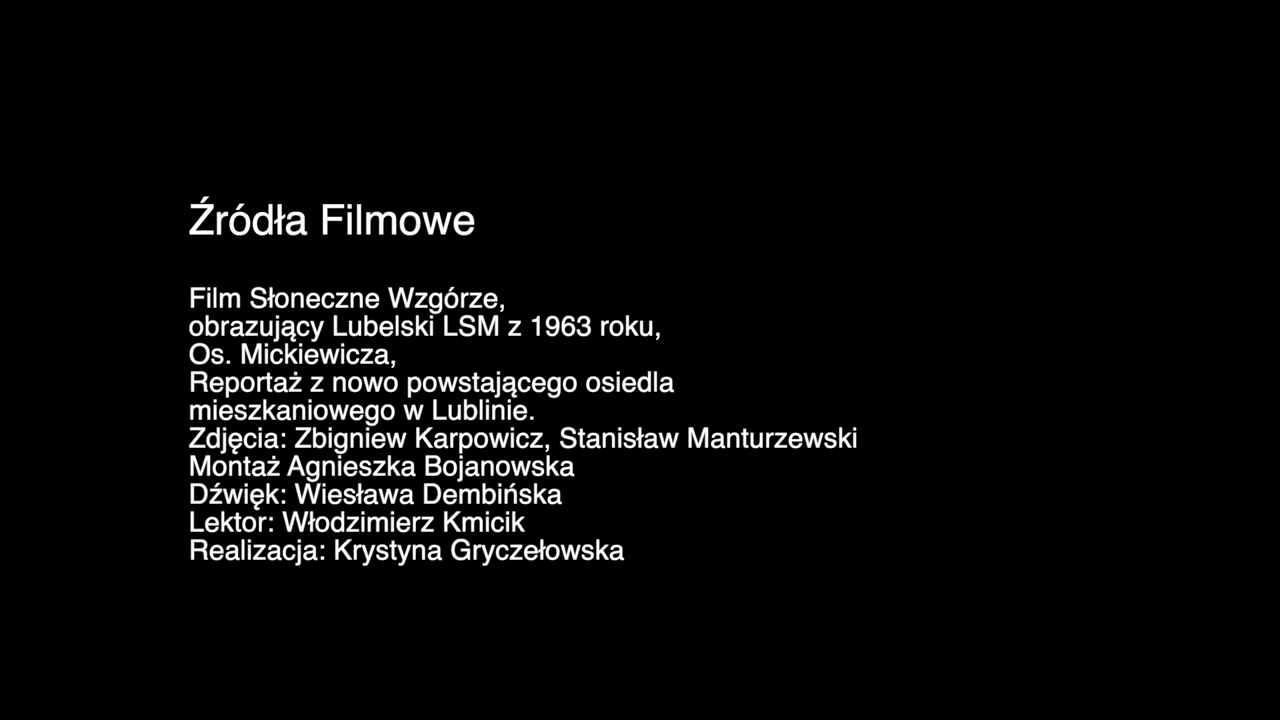 Źródła Filmowe
Film Słoneczne Wzgórze,
obrazujący Lubelski LSM z 1963 roku,
Os. Mickiewicza,
Reportaż z nowo powstającego osiedla
mieszkaniowego w Lublinie.
Zdjęcia: Zbigniew Karpowicz, Stanisław Manturzewski
Montaż Agnieszka Bojanowska
Dźwięk: Wiesława Dembińska
Lektor: Włodzimierz Kmicik
Realizacja: Krystyna Gryczełowska